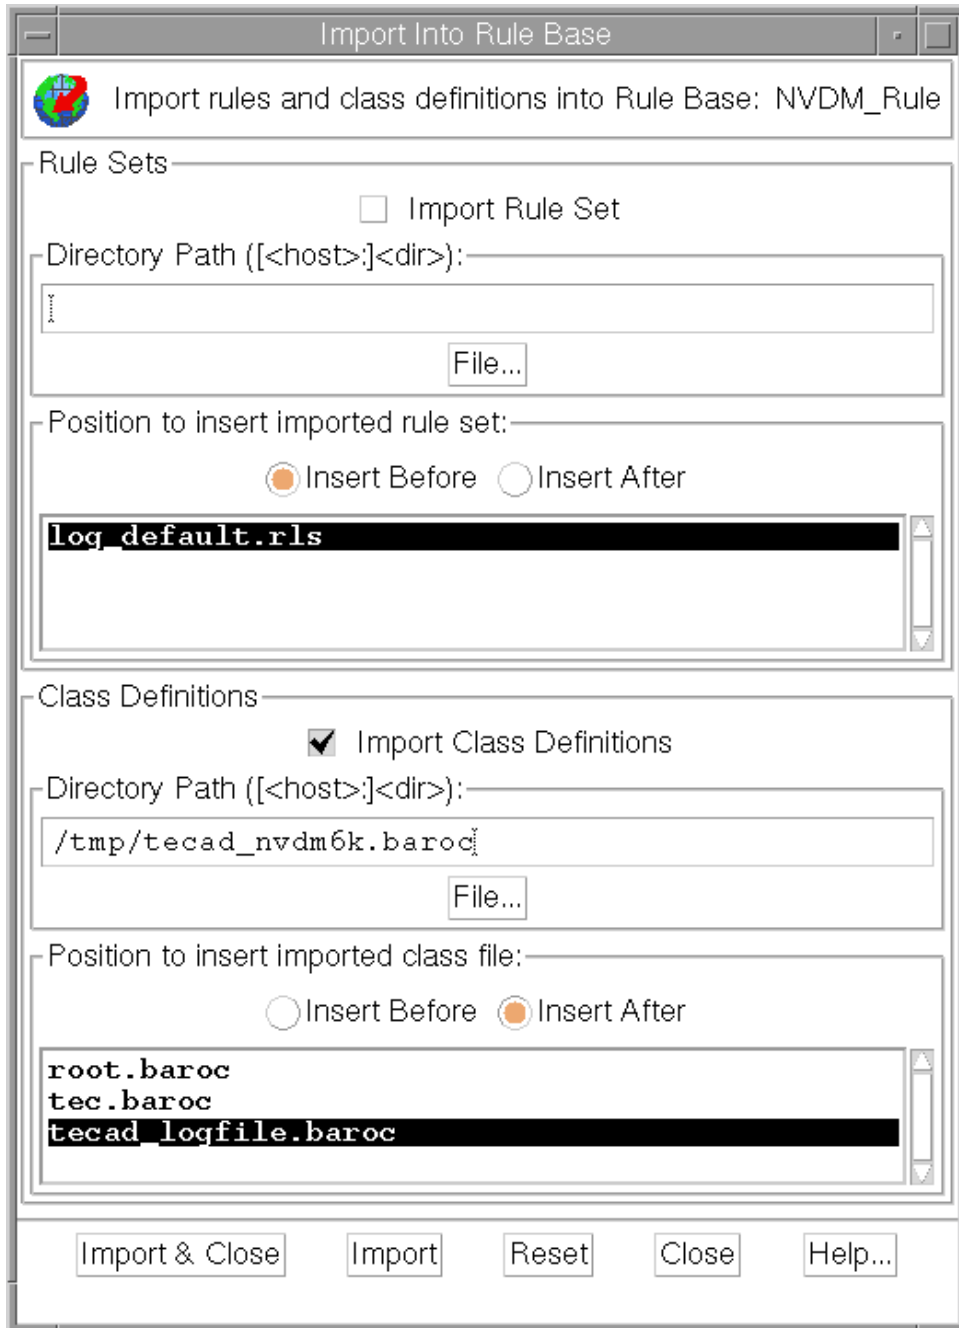 Import Into Rule Base
Import rules and class definitions into Rule Base: NVDM_Rule
Rule Sets
Import Rule Set
Directory Path ([<host>:]<dir>):
File...
Position to insert imported rule set:
Insert Before Insert After
log_default.rls
Class Definitions
Import Class Definitions
Directory Path ([<host>:]<dir>):
/tmp/tecad_nvdm6k.baroc
File...
Position to insert imported class file:
Insert Before Insert After
root.baroc
tec.baroc
tecad_logfile.baroc
Import & Close Import Reset Close Help...